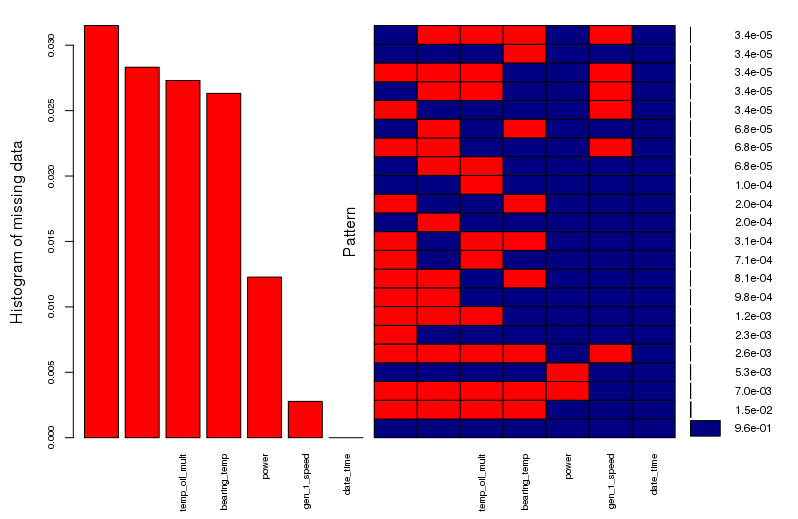 Histogram of missing data
0.030
0.025
0.020
0.015
0.010
0.005
0.000
temp_oil_mult
bearing_temp
power
gen_1_speed
date_time
Pattern
temp_oil_mult
bearing_temp
power
gen_1_speed
date_time
3.4e-05
3.4e-05
3.4e-05
3.4e-05
3.4e-05
6.8e-05
6.8e-05
6.8e-05
1.0e-04
2.0e-04
2.0e-04
3.1e-04
7.1e-04
8.1e-04
9.8e-04
1.2e-03
2.3e-03
2.6e-03
5.3e-03
7.0e-03
1.5e-02
9.6e-01